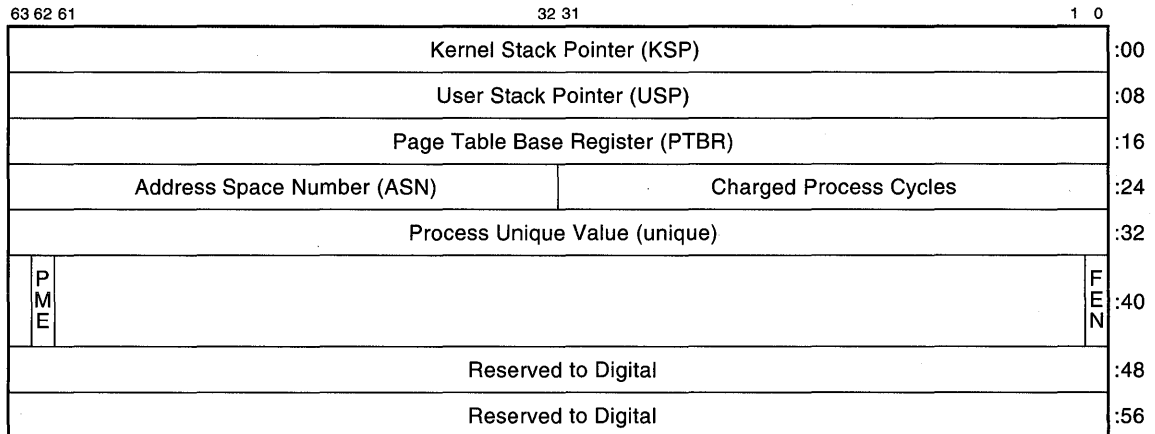 63 62 61 32 31 1 0
Kernel Stack Pointer (KSP) :00
User Stack Pointer (USP) :08
Page Table Base Register (PTBR) :16
Address Space Number (ASN) Charged Process Cycles :24
Process Unique Value (unique) :32
PME FEN :40
Reserved to Digital :48
Reserved to Digital :56